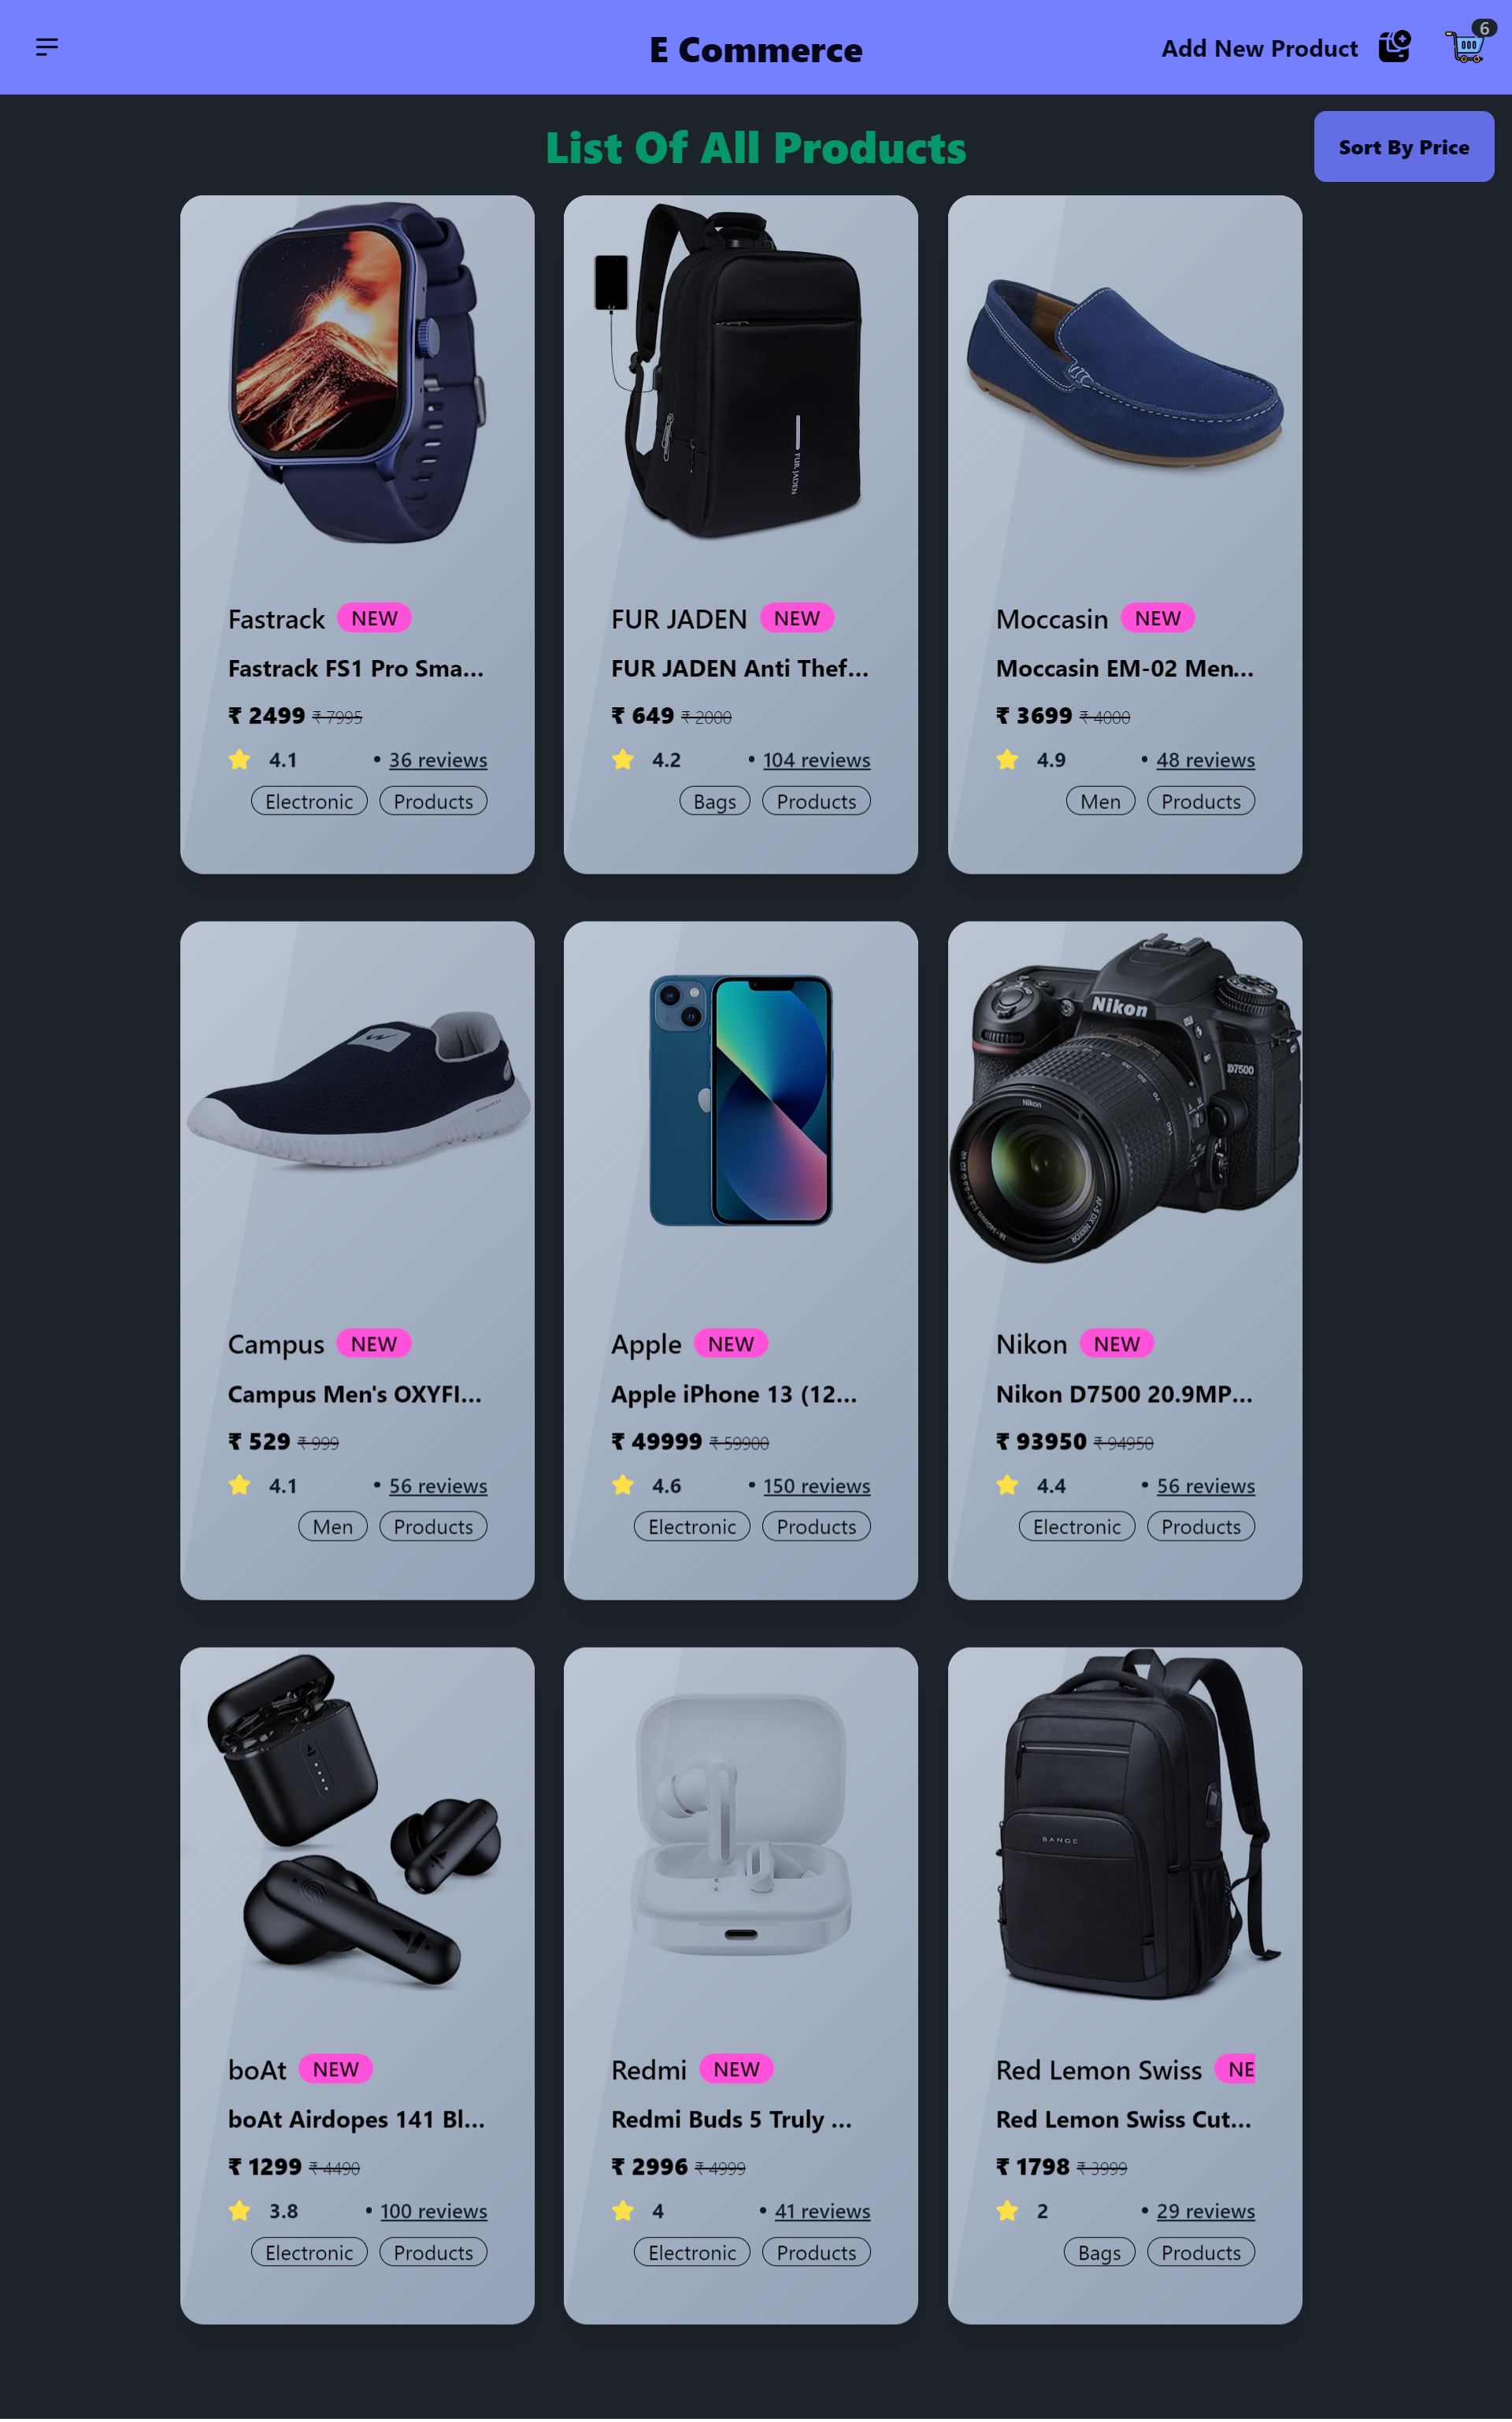 E Commerce
Add New Product
6
List Of All Products
Sort By Price
FUR JADEN
Fastrack NEW
Fastrack FS1 Pro Sma...
₹ 2499 ₹ 7995
4.1 • 36 reviews
Electronic Products
FUR JADEN NEW
FUR JADEN Anti Thef...
₹ 649 ₹ 2000
4.2 • 104 reviews
Bags Products
Moccasin NEW
Moccasin EM-02 Men...
₹ 3699 ₹ 4000
4.9 • 48 reviews
Men Products
Campus NEW
Campus Men's OXYFI...
₹ 529 ₹ 999
4.1 • 56 reviews
Men Products
Apple NEW
Apple iPhone 13 (12...
₹ 49999 ₹ 59900
4.6 • 150 reviews
Electronic Products
Nikon
D7500
Nikon
Nikon NEW
Nikon D7500 20.9MP...
₹ 93950 ₹ 94950
4.4 • 56 reviews
Electronic Products
boAt NEW
boAt Airdopes 141 Bl...
₹ 1299 ₹ 4490
3.8 • 100 reviews
Electronic Products
Redmi NEW
Redmi Buds 5 Truly ...
₹ 2996 ₹ 4999
4 • 41 reviews
Electronic Products
BANGE
Red Lemon Swiss NE
Red Lemon Swiss Cut...
₹ 1798 ₹ 3999
2 • 29 reviews
Bags Products